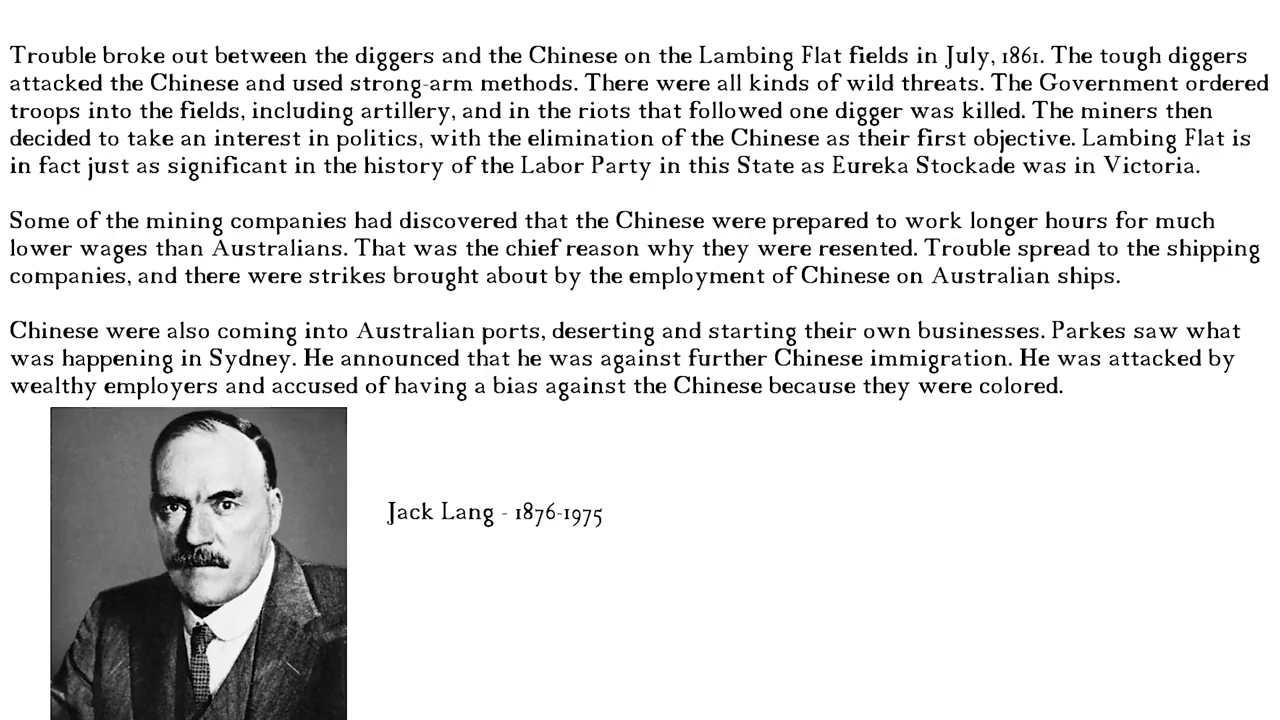 Trouble broke out between the diggers and the Chinese on the Lambing Flat fields in July, 1861. The tough diggers
attacked the Chinese and used strong-arm methods. There were all kinds of wild threats. The Government ordered
troops into the fields, including artillery, and in the riots that followed one digger was killed. The miners then
decided to take an interest in politics, with the elimination of the Chinese as their first objective. Lambing Flat is
in fact just as significant in the history of the Labor Party in this State as Eureka Stockade was in Victoria.
Some of the mining companies had discovered that the Chinese were prepared to work longer hours for much
lower wages than Australians. That was the chief reason why they were resented. Trouble spread to the shipping
companies, and there were strikes brought about by the employment of Chinese on Australian ships.
Chinese were also coming into Australian ports, deserting and starting their own businesses. Parkes saw what
was happening in Sydney. He announced that he was against further Chinese immigration. He was attacked by
wealthy employers and accused of having a bias against the Chinese because they were colored.
Jack Lang - 1876-1975